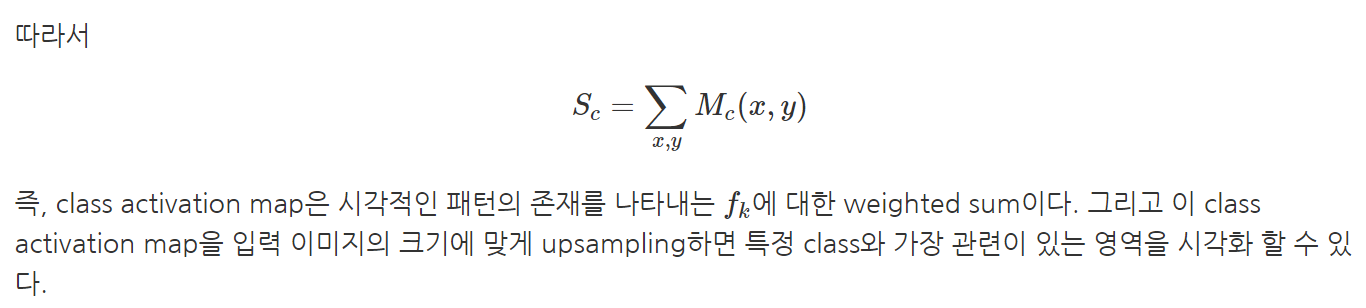 따라서
$$S_c = \sum_{x,y} M_c(x, y)$$
즉, class activation map은 시각적인 패턴의 존재를 나타내는 $f_k$에 대한 weighted sum이다. 그리고 이 class
activation map을 입력 이미지의 크기에 맞게 upsampling하면 특정 class와 가장 관련이 있는 영역을 시각화 할 수 있
다.